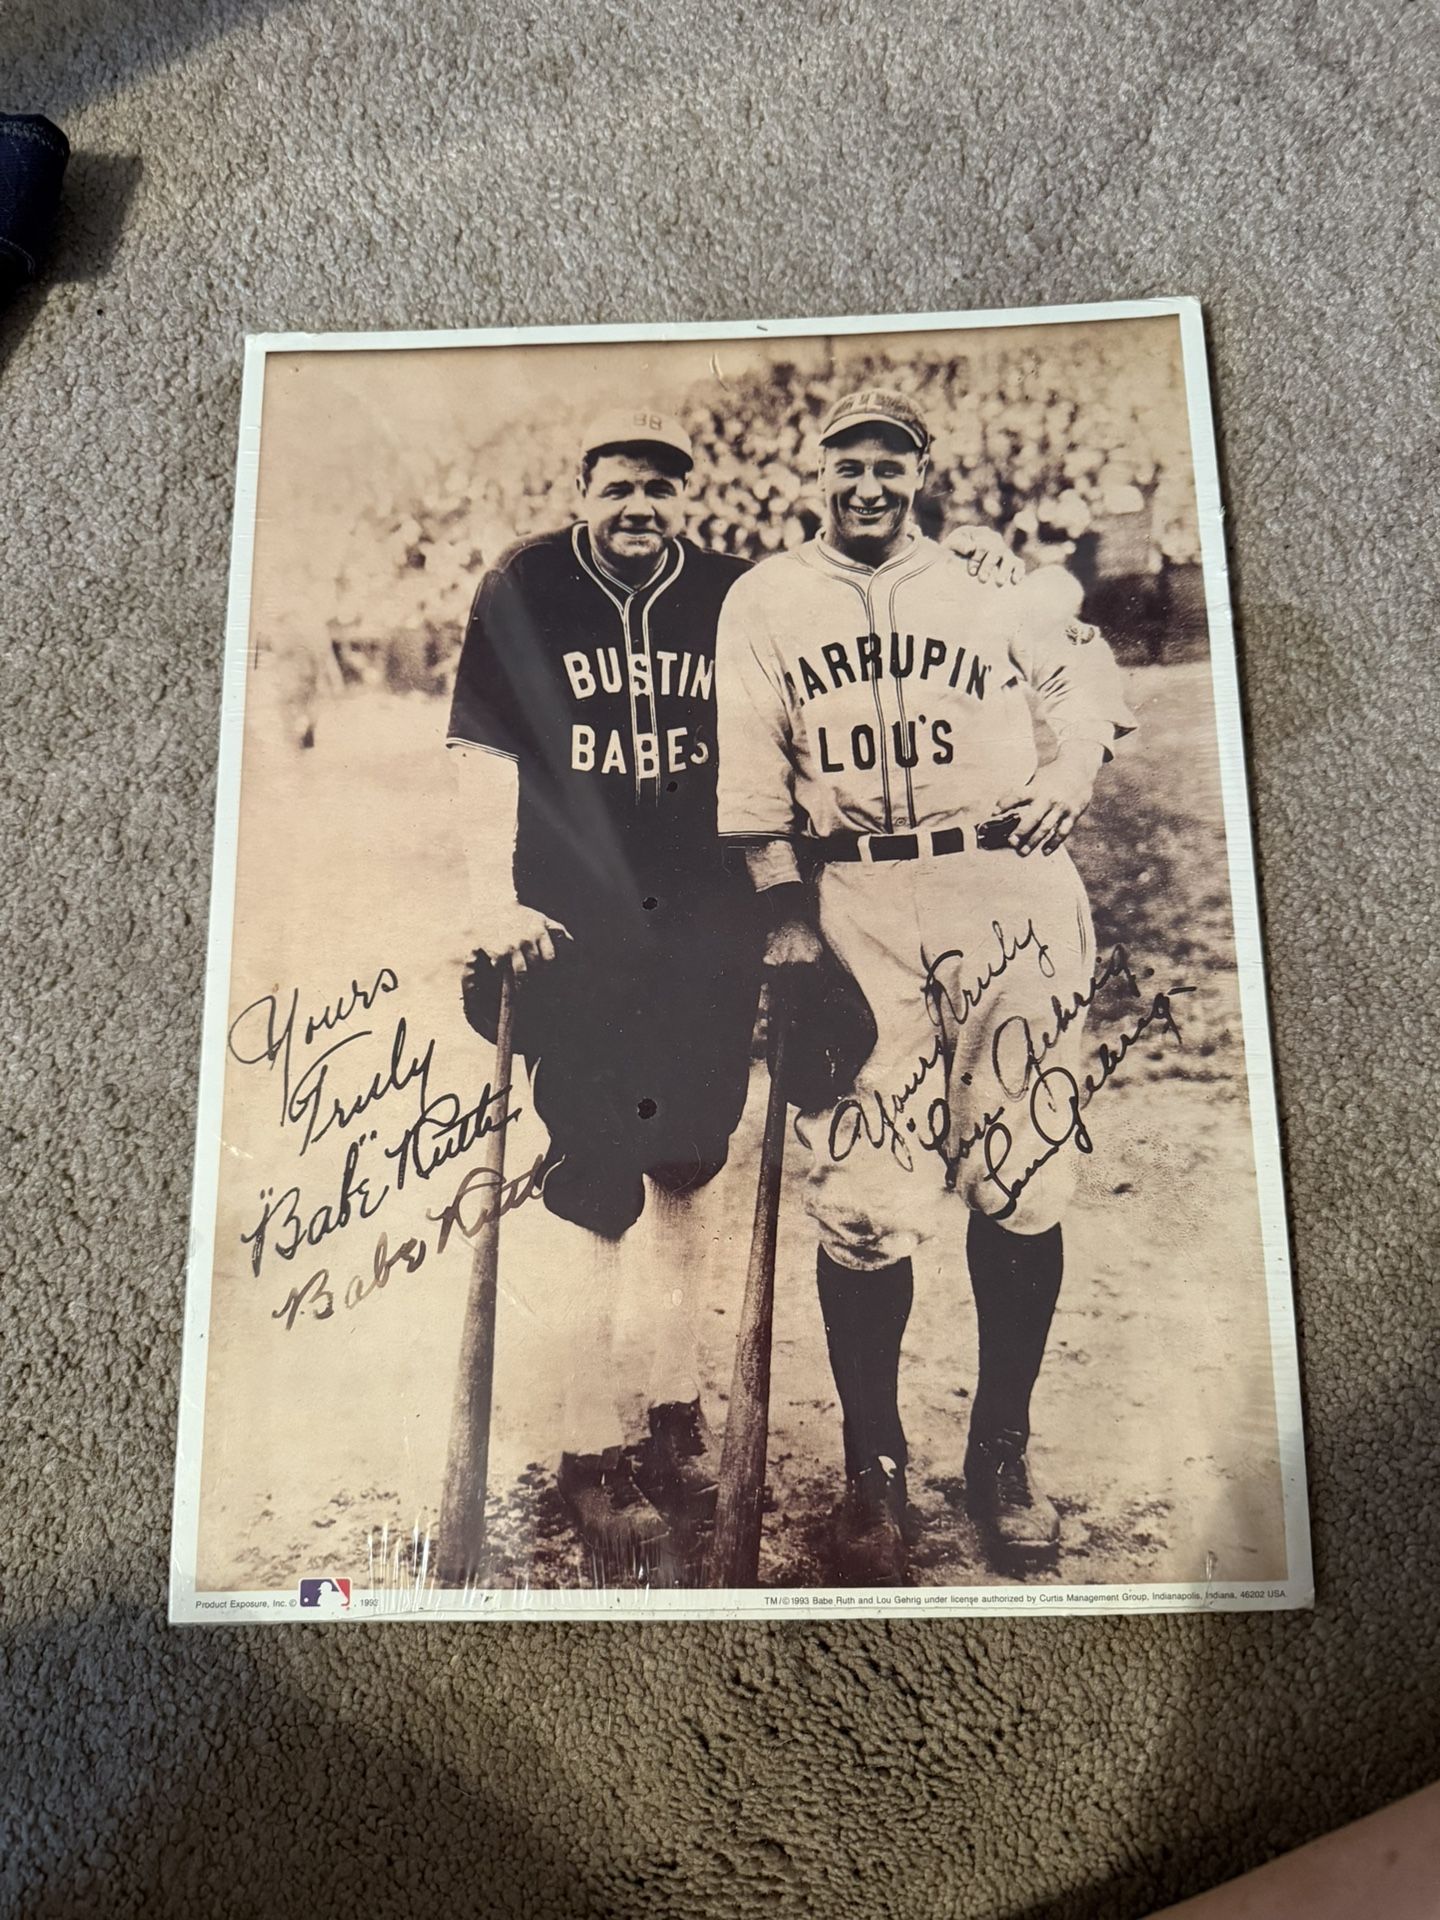 BB
BUSTIN
BABES
LARRUPIN'
LOU'S
Yours
Truly
"Babe" Ruth
Babe Ruth
Yours Truly
"Lou" Gehrig.
Lou Gehrig
Product Exposure, Inc. © 1993
TM/©1993 Babe Ruth and Lou Gehrig under license authorized by Curtis Management Group, Indianapolis, Indiana, 46202 USA